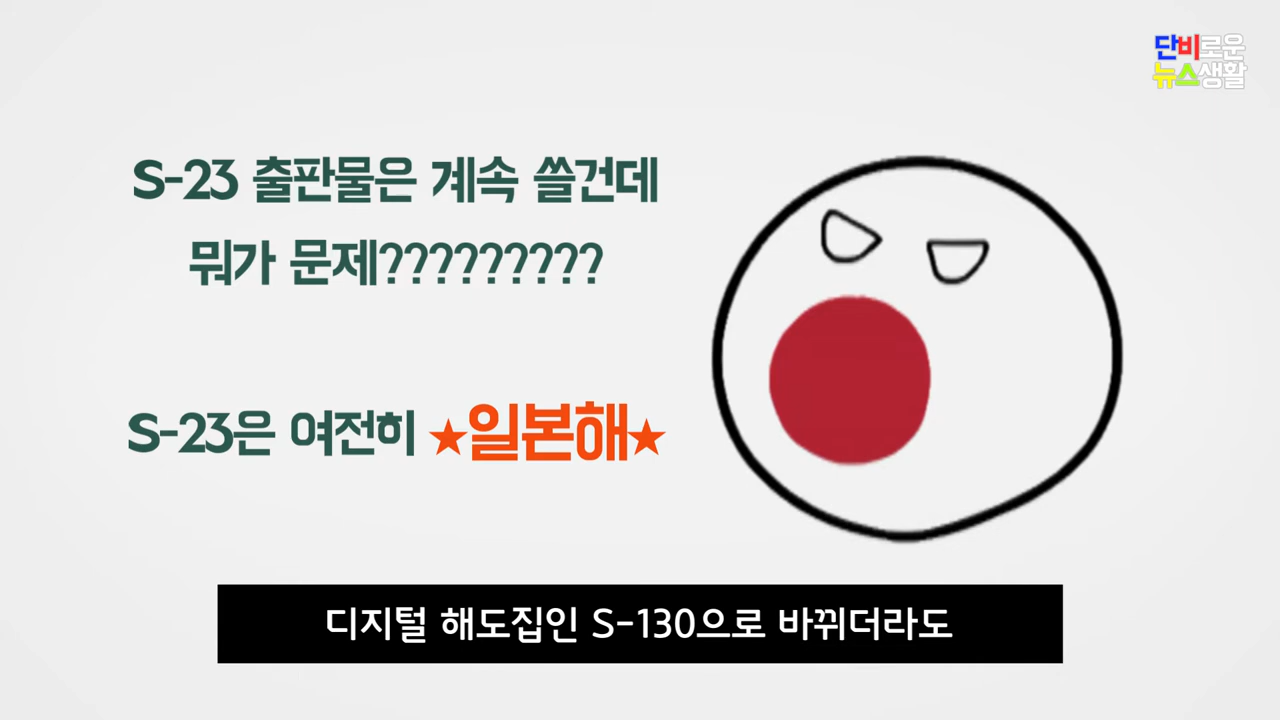 단비로운
뉴스생활
S-23 출판물은 계속 쓸건데
뭐가 문제?????????
S-23은 여전히 ★일본해★
디지털 해도집인 S-130으로 바뀌더라도